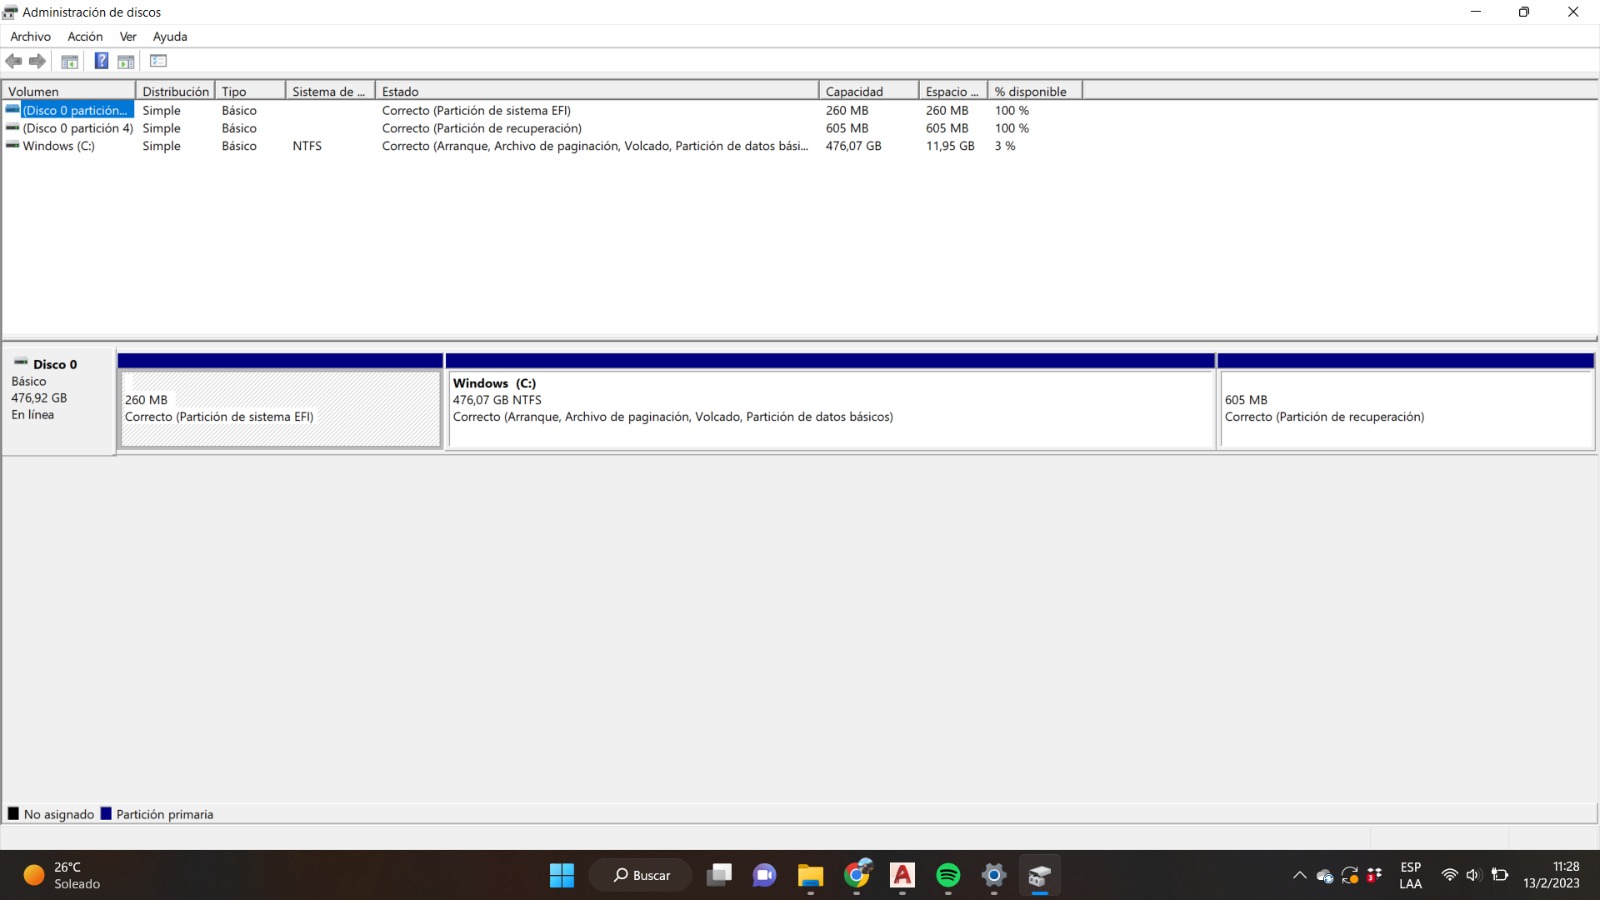 Administración de discos
Archivo Acción Ver Ayuda
Volumen Distribución Tipo Sistema de ... Estado Capacidad Espacio ... % disponible
(Disco 0 partición... Simple Básico Correcto (Partición de sistema EFI) 260 MB 260 MB 100 %
(Disco 0 partición 4) Simple Básico Correcto (Partición de recuperación) 605 MB 605 MB 100 %
Windows (C:) Simple Básico NTFS Correcto (Arranque, Archivo de paginación, Volcado, Partición de datos bási... 476,07 GB 11,95 GB 3 %
Disco 0
Básico
476,92 GB
En línea
260 MB
Correcto (Partición de sistema EFI)
Windows (C:)
476,07 GB NTFS
Correcto (Arranque, Archivo de paginación, Volcado, Partición de datos básicos)
605 MB
Correcto (Partición de recuperación)
No asignado Partición primaria
26°C
Soleado
Buscar
ESP
LAA
11:28
13/2/2023